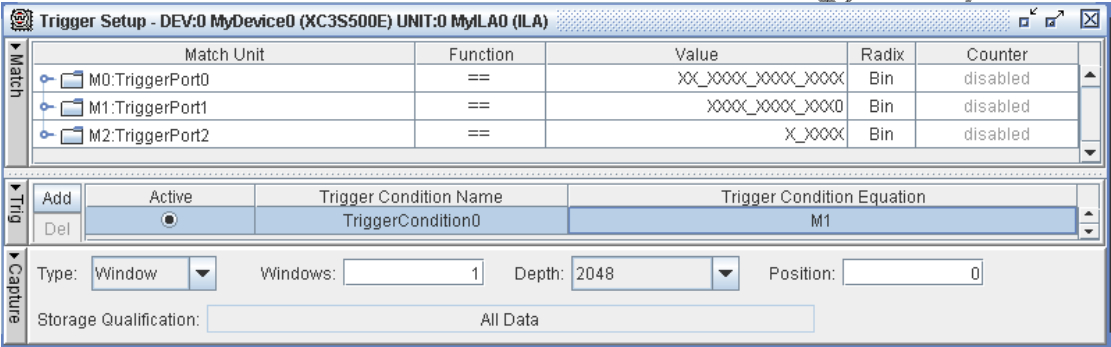 Trigger Setup - DEV:0 MyDevice0 (XC3S500E) UNIT:0 MyILA0 (ILA)
Match
Match Unit Function Value Radix Counter
M0:TriggerPort0 == XX_XXXX_XXXX_XXXX Bin disabled
M1:TriggerPort1 == XXXX_XXXX_XXX0 Bin disabled
M2:TriggerPort2 == X_XXXX Bin disabled
Trig
Add Active Trigger Condition Name Trigger Condition Equation
Del TriggerCondition0 M1
Capture
Type: Window Windows: 1 Depth: 2048 Position: 0
Storage Qualification: All Data